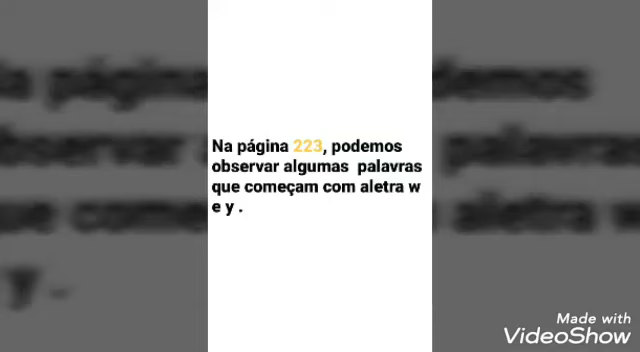 Na página 223, podemos
observar algumas palavras
que começam com aletra w
e y .
Made with
VideoShow